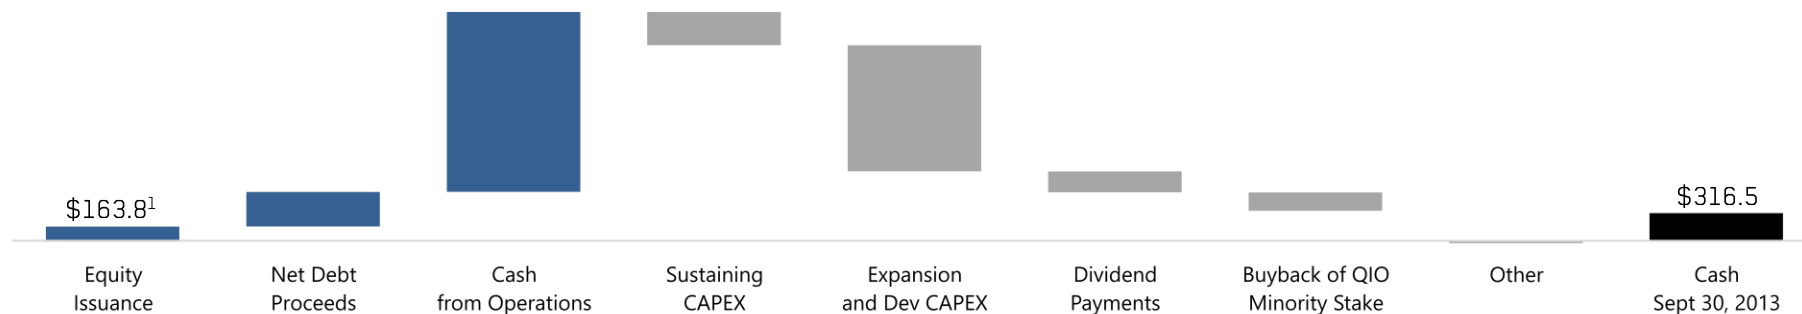 $163.8¹
$316.5
Equity
Issuance
Net Debt
Proceeds
Cash
from Operations
Sustaining
CAPEX
Expansion
and Dev CAPEX
Dividend
Payments
Buyback of QIO
Minority Stake
Other
Cash
Sept 30, 2013